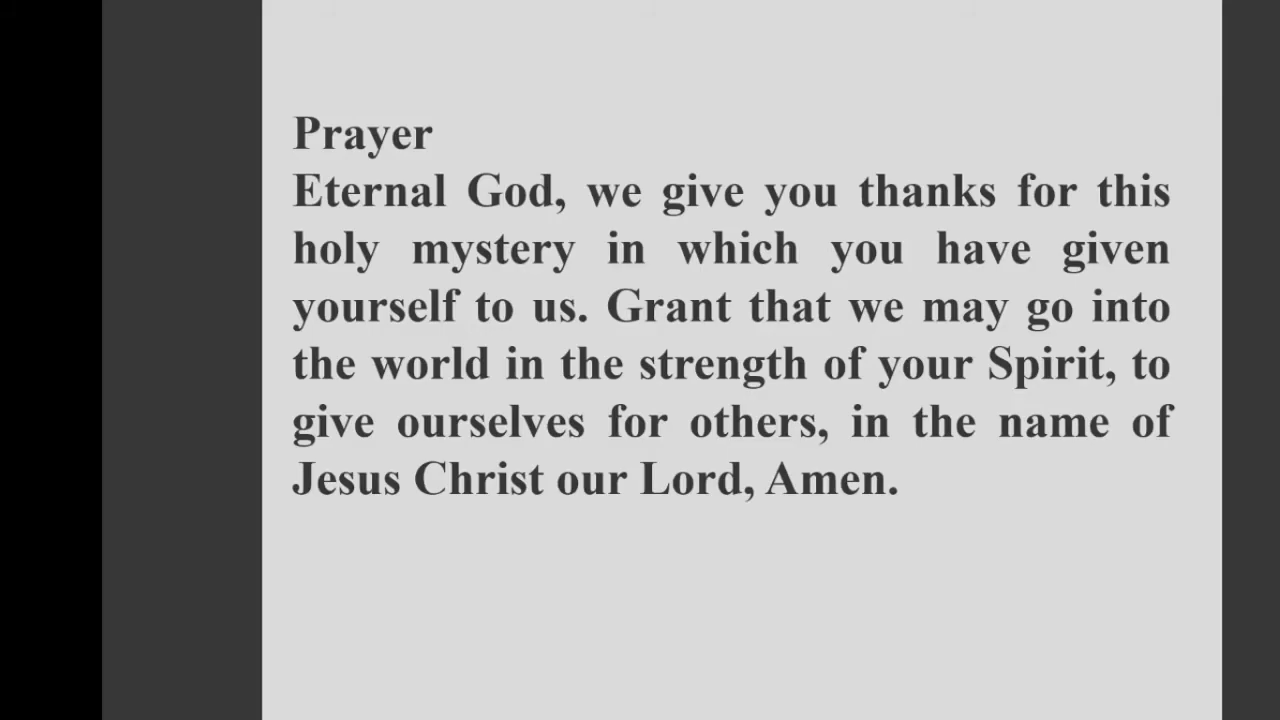 Prayer
Eternal God, we give you thanks for this
holy mystery in which you have given
yourself to us. Grant that we may go into
the world in the strength of your Spirit, to
give ourselves for others, in the name of
Jesus Christ our Lord, Amen.